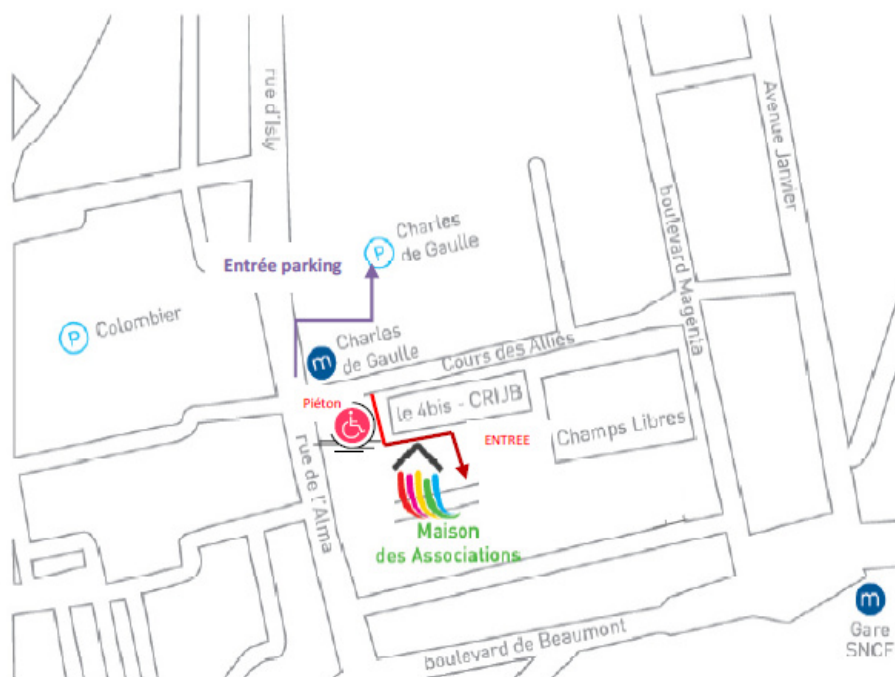 rue d'Isly
Avenue Janvier
boulevard Magenta
Charles
de Gaulle
P
Entrée parking
Colombier
P
m
Charles
de Gaulle
Cours des Alliés
Piéton
le 4bis - CRIJB
ENTREE
Champs Libres
rue de l'Alma
Maison
des Associations
boulevard de Beaumont
m
Gare
SNCF